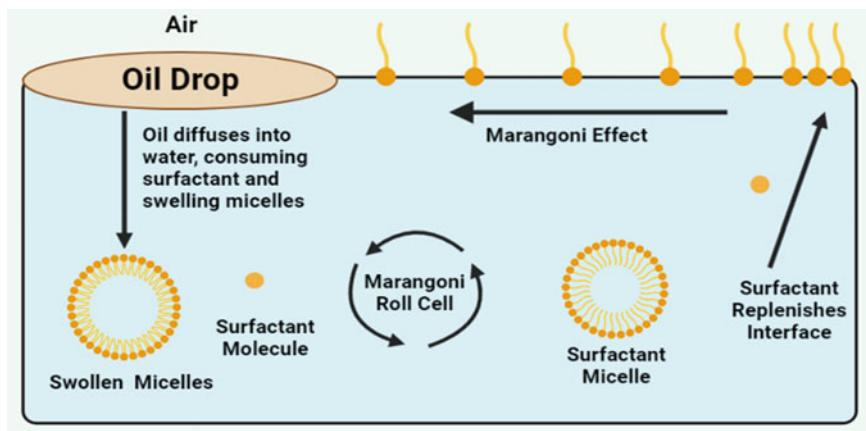 Air
Oil Drop
Oil diffuses into
water, consuming
surfactant and
swelling micelles
Marangoni Effect
Marangoni
Roll Cell
Surfactant
Molecule
Swollen Micelles
Surfactant
Micelle
Surfactant
Replenishes
Interface